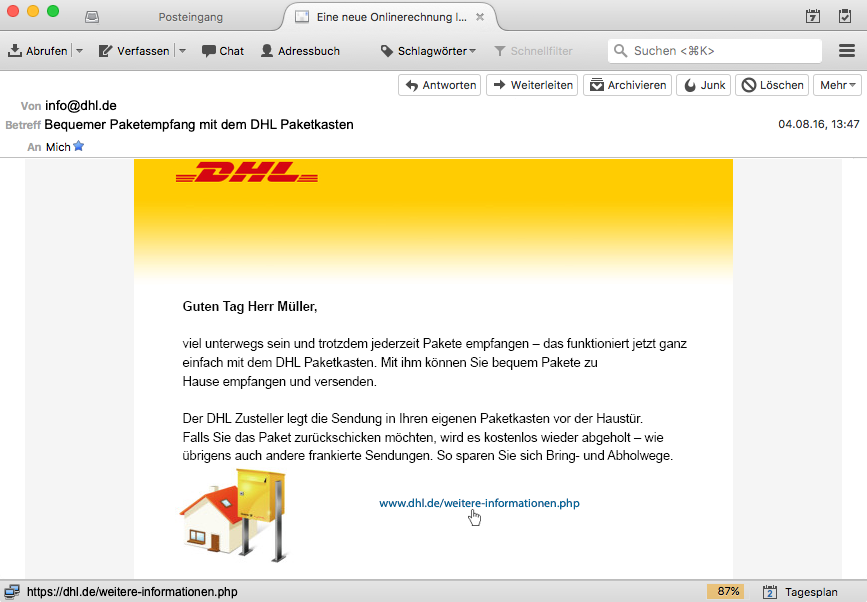 Posteingang
Eine neue Onlinerechnung l...
7
Abrufen
Verfassen
Chat
Adressbuch
Schlagwörter
Schnellfilter
Suchen <⌘K>
Antworten
Weiterleiten
Archivieren
Junk
Löschen
Mehr
Von info@dhl.de
Betreff Bequemer Paketempfang mit dem DHL Paketkasten
04.08.16, 13:47
An Mich
DHL
Guten Tag Herr Müller,
viel unterwegs sein und trotzdem jederzeit Pakete empfangen – das funktioniert jetzt ganz
einfach mit dem DHL Paketkasten. Mit ihm können Sie bequem Pakete zu
Hause empfangen und versenden.
Der DHL Zusteller legt die Sendung in Ihren eigenen Paketkasten vor der Haustür.
Falls Sie das Paket zurückschicken möchten, wird es kostenlos wieder abgeholt – wie
übrigens auch andere frankierte Sendungen. So sparen Sie sich Bring- und Abholwege.
www.dhl.de/weitere-informationen.php
https://dhl.de/weitere-informationen.php
87%
2
Tagesplan